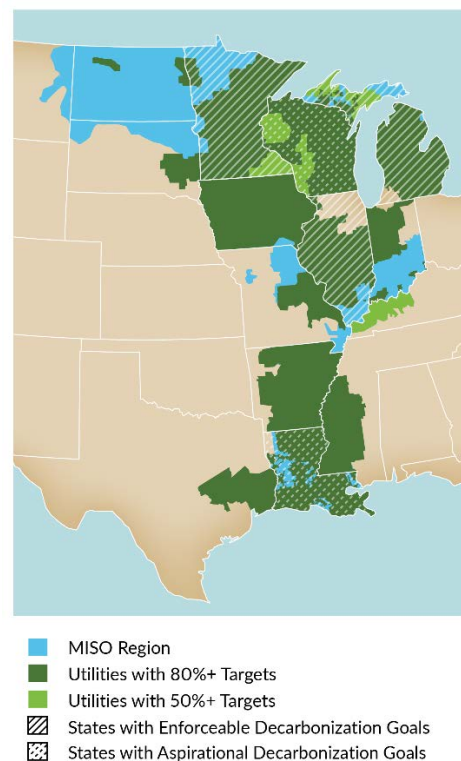 MISO Region
Utilities with 80%+ Targets
Utilities with 50%+ Targets
States with Enforceable Decarbonization Goals
States with Aspirational Decarbonization Goals